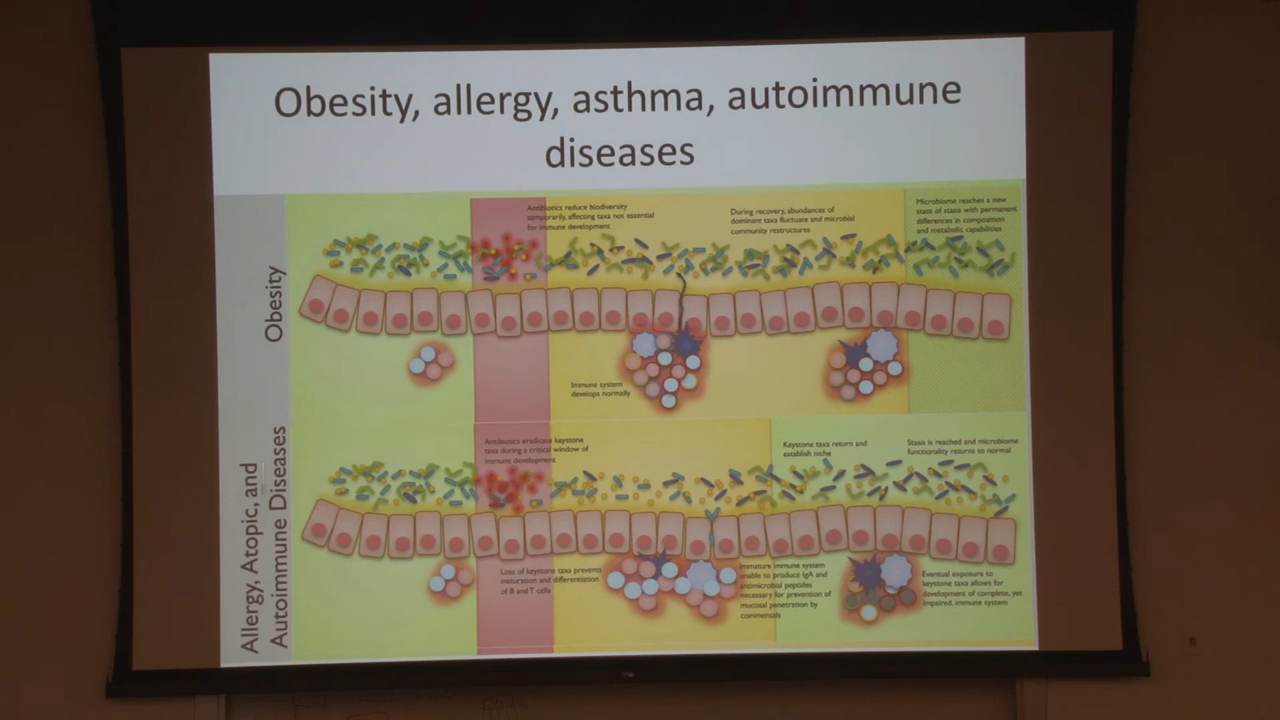 Obesity, allergy, asthma, autoimmune
diseases
Obesity
Antibiotics reduce biodiversity
temporarily, affecting taxa not essential
for immune development
During recovery, abundances of
dominant taxa fluctuate and microbial
community restructures
Microbiome reaches a new
state of stasis with permanent
differences in composition
and metabolic capabilities
Immune system
develops normally
Allergy, Atopic, and
Autoimmune Diseases
Antibiotics eradicate keystone
taxa during a critical window of
immune development
Keystone taxa return and
establish niche
Stasis is reached and microbiome
functionality returns to normal
Loss of keystone taxa prevents
maturation and differentiation
of B and T cells
Immature immune system
unable to produce IgA and
antimicrobial peptides
necessary for prevention of
mucosal penetration by
commensals
Eventual exposure to
keystone taxa allows for
development of complete, yet
impaired, immune system